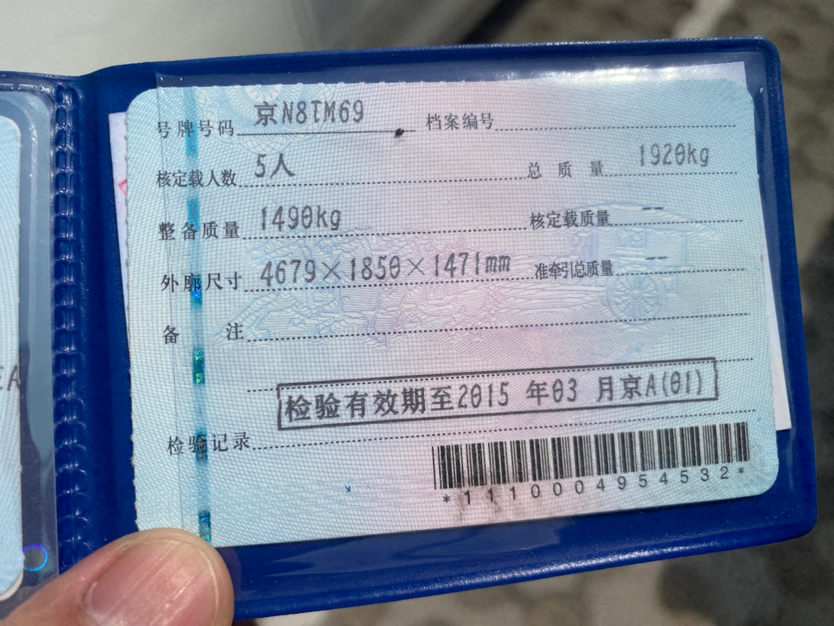 号牌号码 京N8TM69 档案编号
核定载人数 5人 总质量 1920kg
整备质量 1490kg 核定载质量 --
外廓尺寸 4679×1850×1471mm 准牵引总质量 --
备注
检验有效期至2015年03月京A(01)
检验记录
*1110004954532*